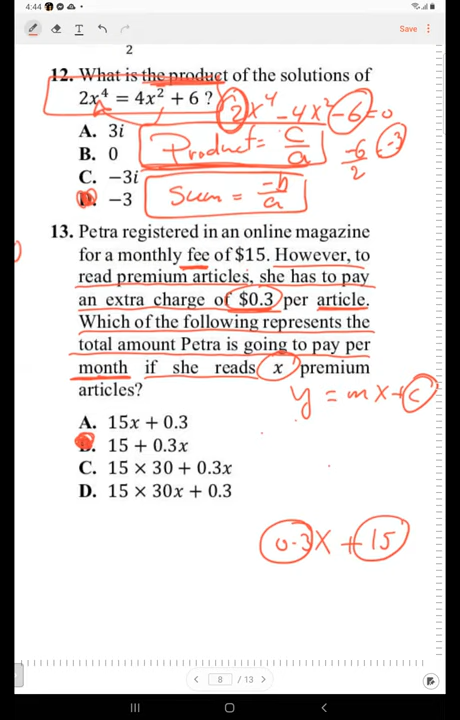 4:44
Save
2
12. What is the product of the solutions of
2x⁴ = 4x² + 6 ?
2x⁴ - 4x² - 6 = 0
A. 3i
B. 0
C. −3i
−3
Product = c/a
-6/2
-3
Sum = -b/a
13. Petra registered in an online magazine
for a monthly fee of $15. However, to
read premium articles, she has to pay
an extra charge of $0.3 per article.
Which of the following represents the
total amount Petra is going to pay per
month if she reads x premium
articles?
y = mx + c
A. 15x + 0.3
15 + 0.3x
C. 15 × 30 + 0.3x
D. 15 × 30x + 0.3
0.3x + 15
8 / 13